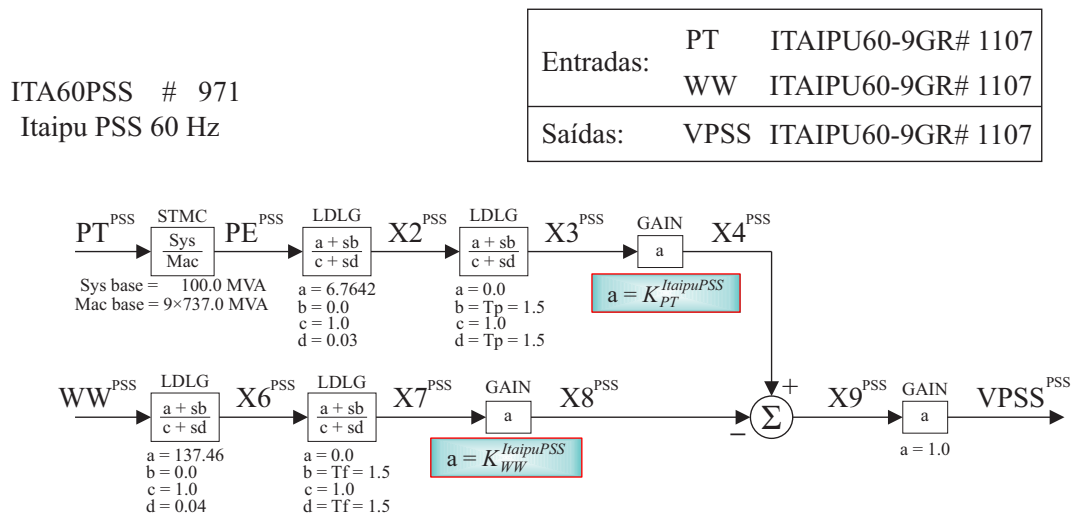 ITA60PSS # 971
Itaipu PSS 60 Hz
Entradas:
PT ITAIPU60-9GR# 1107
WW ITAIPU60-9GR# 1107
Saídas: VPSS ITAIPU60-9GR# 1107
PT^PSS
STMC
Sys
Mac
Sys base = 100.0 MVA
Mac base = 9×737.0 MVA
PE^PSS
LDLG
a + sb
c + sd
a = 6.7642
b = 0.0
c = 1.0
d = 0.03
X2^PSS
LDLG
a + sb
c + sd
a = 0.0
b = Tp = 1.5
c = 1.0
d = Tp = 1.5
X3^PSS
GAIN
a
a = K_PT^ItaipuPSS
X4^PSS
WW^PSS
LDLG
a + sb
c + sd
a = 137.46
b = 0.0
c = 1.0
d = 0.04
X6^PSS
LDLG
a + sb
c + sd
a = 0.0
b = Tf = 1.5
c = 1.0
d = Tf = 1.5
X7^PSS
GAIN
a
a = K_WW^ItaipuPSS
X8^PSS
+
−
Σ
X9^PSS
GAIN
a
a = 1.0
VPSS^PSS